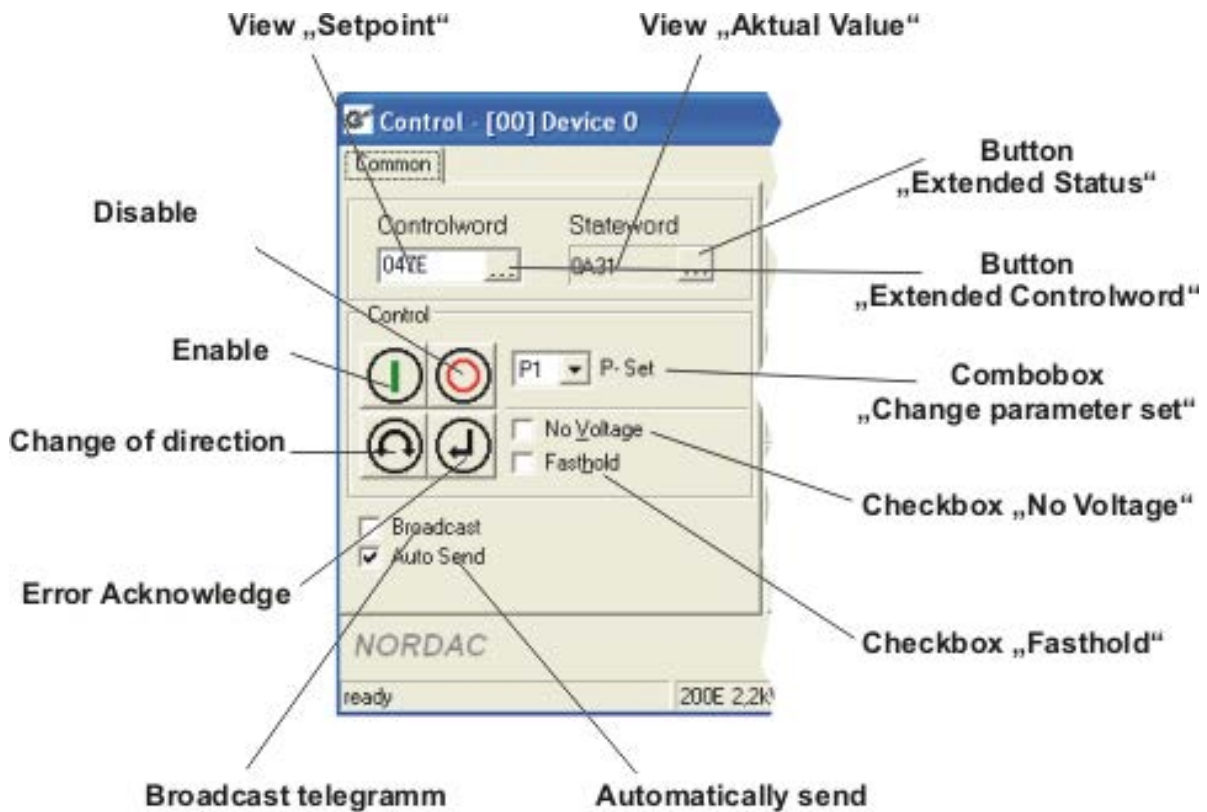 View „Setpoint“
View „Aktual Value“
Control - [00] Device 0
Common
Button
„Extended Status“
Disable
Controlword
Stateword
047E
...
0A31
...
Button
„Extended Controlword“
Control
Enable
P1
P- Set
Combobox
„Change parameter set“
Change of direction
No Voltage
Fasthold
Checkbox „No Voltage“
Broadcast
Auto Send
Error Acknowledge
Checkbox „Fasthold“
NORDAC
ready
200E 2,2k
Broadcast telegramm
Automatically send